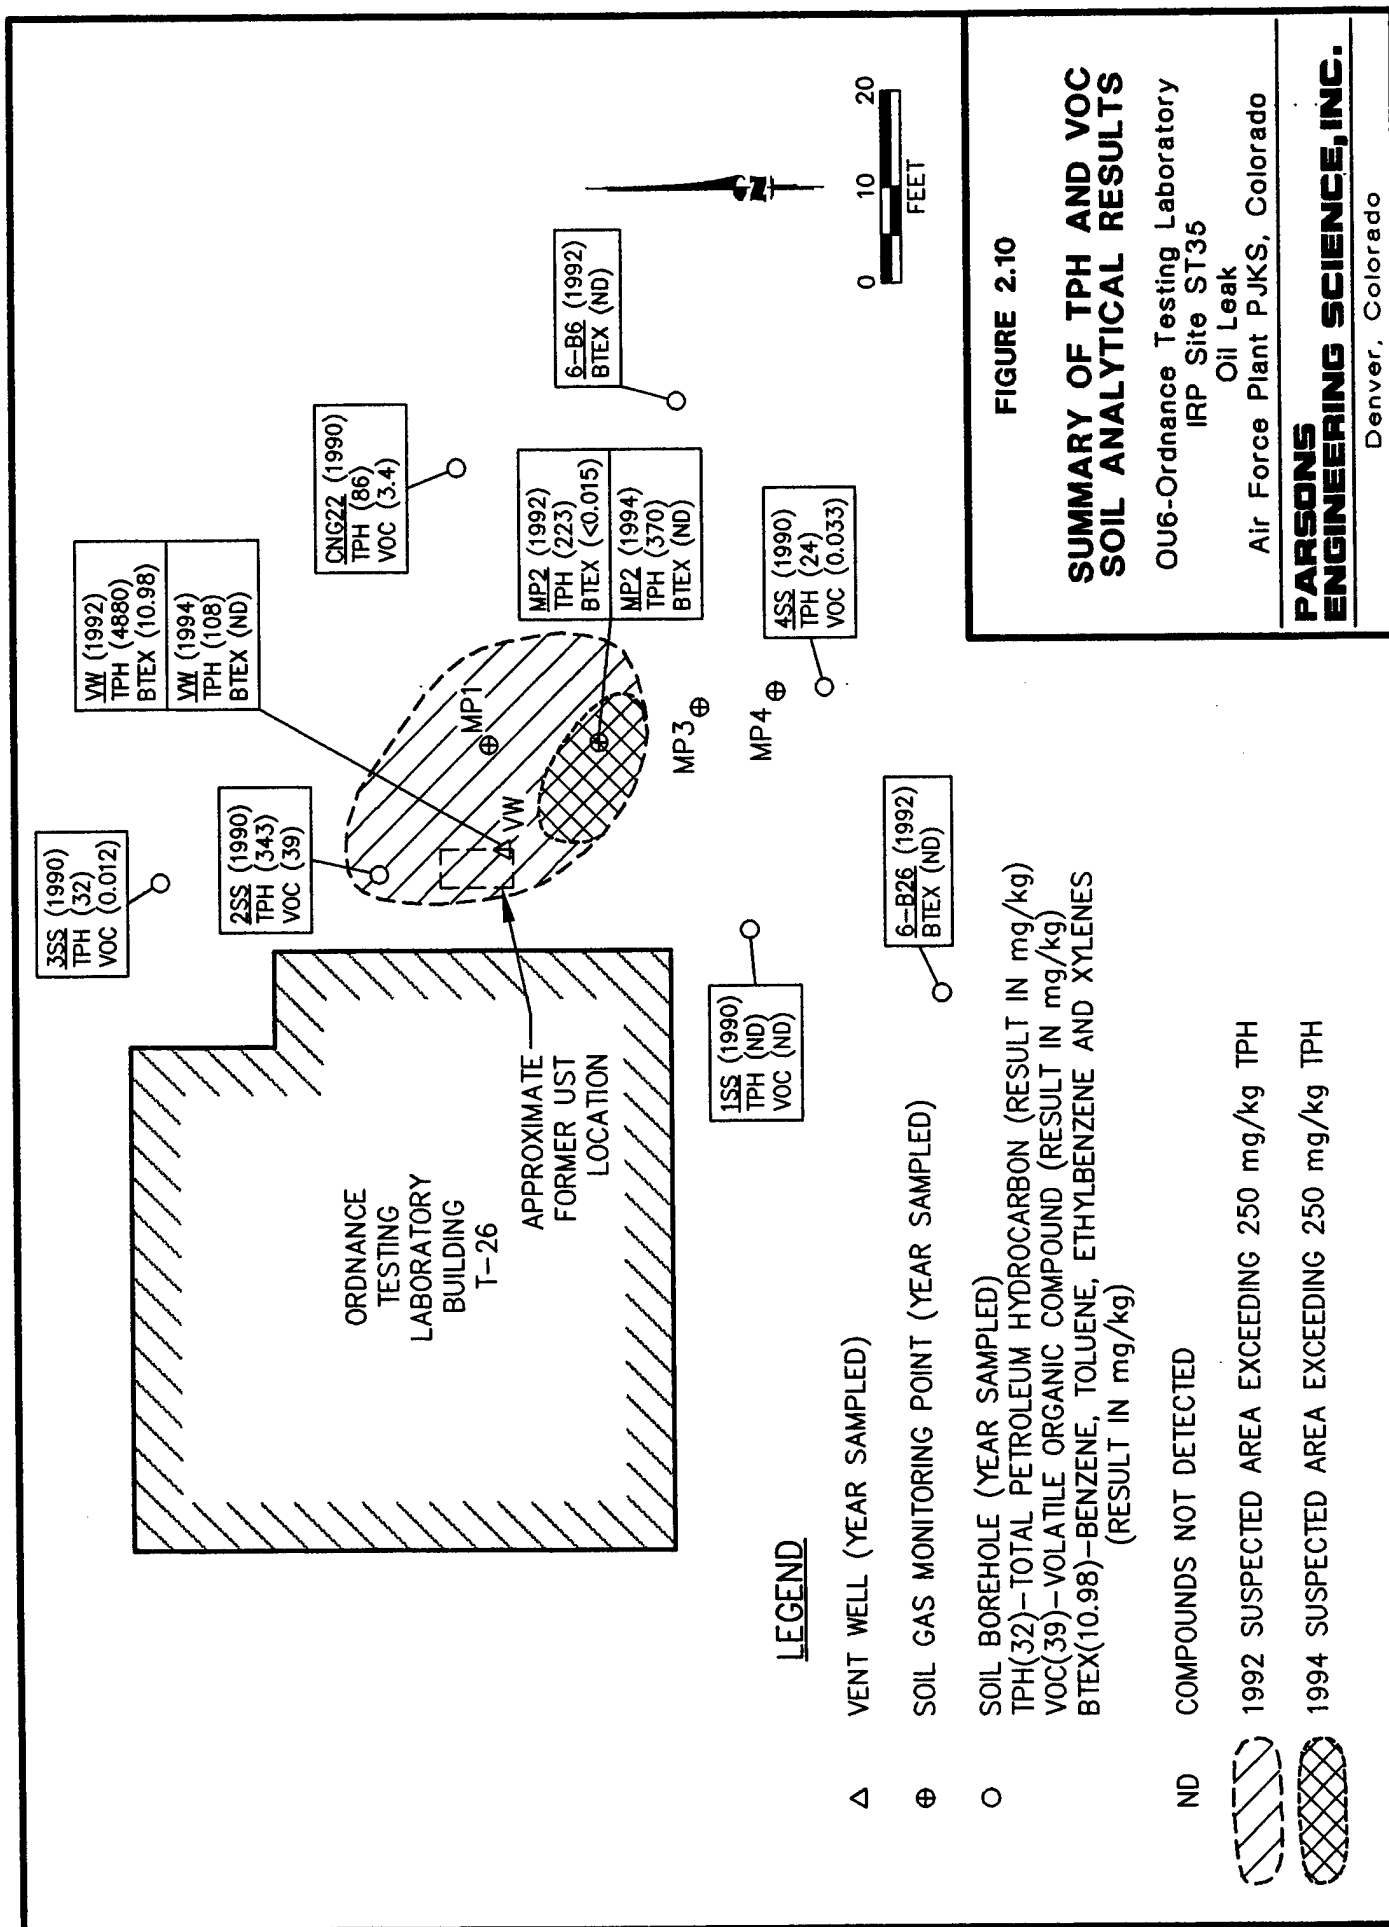 3SS (1990)
TPH (32)
VOC (0.012)
2SS (1990)
TPH (343)
VOC (39)
VW (1992)
TPH (4880)
BTEX (10.98)
VW (1994)
TPH (108)
BTEX (ND)
CNG22 (1990)
TPH (86)
VOC (3.4)
6-B6 (1992)
BTEX (ND)
MP2 (1992)
TPH (223)
BTEX (<0.015)
MP2 (1994)
TPH (370)
BTEX (ND)
4SS (1990)
TPH (24)
VOC (0.033)
1SS (1990)
TPH (ND)
VOC (ND)
6-B26 (1992)
BTEX (ND)
MP1
VW
MP3
MP4
ORDNANCE
TESTING
LABORATORY
BUILDING
T-26
APPROXIMATE
FORMER UST
LOCATION
N
0 10 20
FEET
LEGEND
VENT WELL (YEAR SAMPLED)
SOIL GAS MONITORING POINT (YEAR SAMPLED)
SOIL BOREHOLE (YEAR SAMPLED)
TPH(32)-TOTAL PETROLEUM HYDROCARBON (RESULT IN mg/kg)
VOC(39)-VOLATILE ORGANIC COMPOUND (RESULT IN mg/kg)
BTEX(10.98)-BENZENE, TOLUENE, ETHYLBENZENE AND XYLENES
(RESULT IN mg/kg)
ND COMPOUNDS NOT DETECTED
1992 SUSPECTED AREA EXCEEDING 250 mg/kg TPH
1994 SUSPECTED AREA EXCEEDING 250 mg/kg TPH
FIGURE 2.10
SUMMARY OF TPH AND VOC
SOIL ANALYTICAL RESULTS
OU6-Ordnance Testing Laboratory
IRP Site ST35
Oil Leak
Air Force Plant PJKS, Colorado
PARSONS
ENGINEERING SCIENCE, INC.
Denver, Colorado